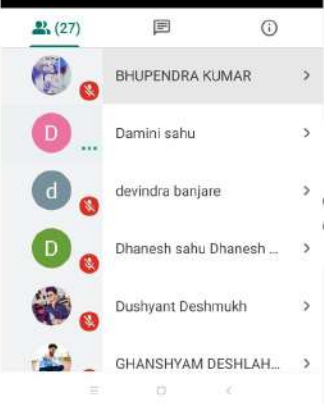 (27)
BHUPENDRA KUMAR
D
Damini sahu
d
devindra banjare
D
Dhanesh sahu Dhanesh ...
Dushyant Deshmukh
GHANSHYAM DESHLAH...